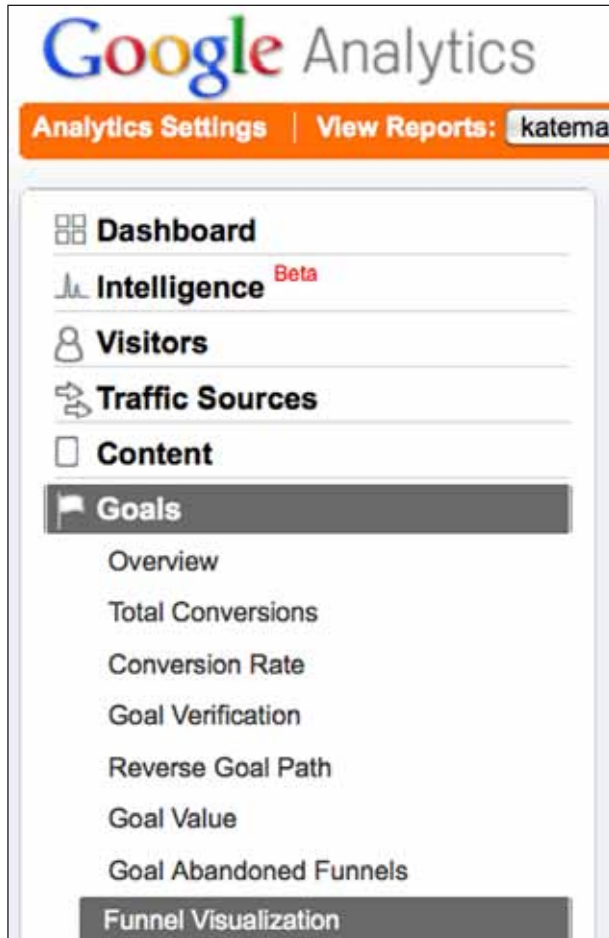 Google Analytics
Analytics Settings | View Reports: katema
Dashboard
Intelligence Beta
Visitors
Traffic Sources
Content
Goals
Overview
Total Conversions
Conversion Rate
Goal Verification
Reverse Goal Path
Goal Value
Goal Abandoned Funnels
Funnel Visualization